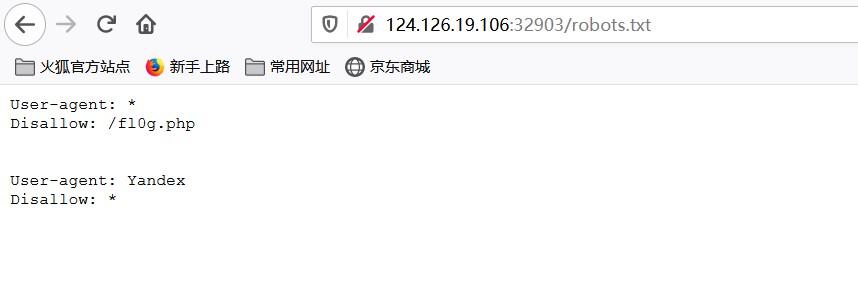 124.126.19.106:32903/robots.txt
火狐官方站点 新手上路 常用网址 京东商城
User-agent: *
Disallow: /fl0g.php
User-agent: Yandex
Disallow: *